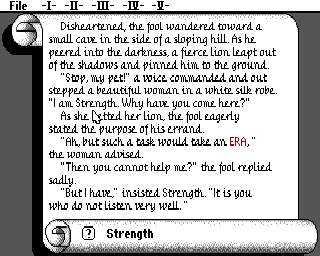 File -I- -II- -III- -IV- -V-
Disheartened, the fool wandered toward a
small cave in the side of a sloping hill. As he
peered into the darkness, a fierce lion leapt out
of the shadows and pinned him to the ground.
"Stop, my pet!" a voice commanded and out
stepped a beautiful woman in a white silk robe.
"I am Strength. Why have you come here?"
As she petted her lion, the fool eagerly
stated the purpose of his errand.
"Ah, but such a task would take an ERA,"
the woman advised.
"Then you cannot help me?" the fool replied
sadly.
"But I have," insisted Strength. "It is you
who do not listen very well."
? Strength